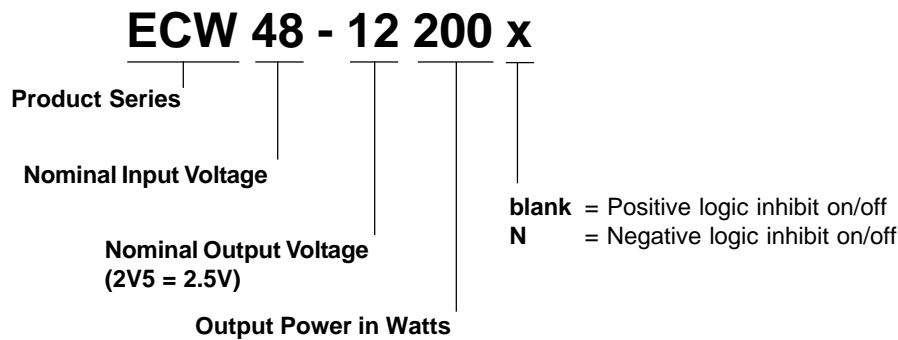 ECW 48 - 12 200 x
Product Series
Nominal Input Voltage
blank = Positive logic inhibit on/off
N = Negative logic inhibit on/off
Nominal Output Voltage
(2V5 = 2.5V)
Output Power in Watts